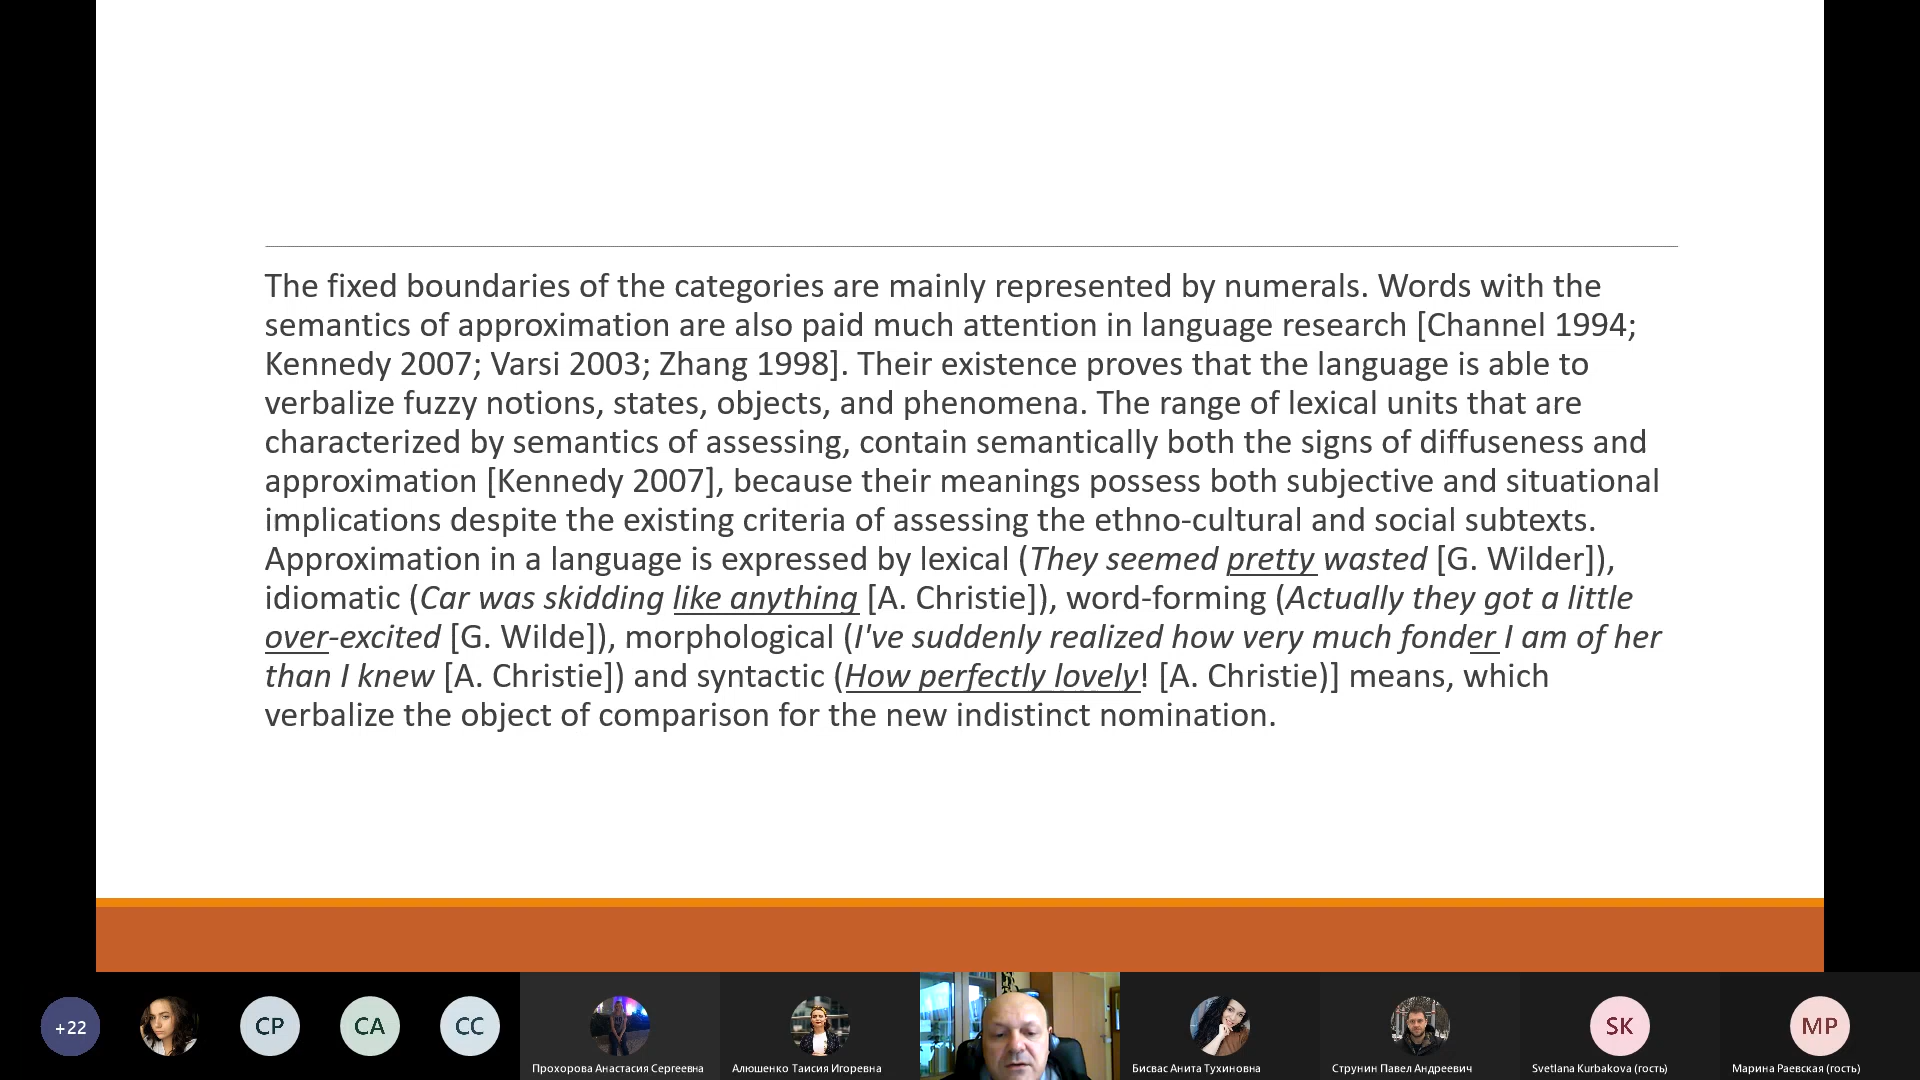 The fixed boundaries of the categories are mainly represented by numerals. Words with the
semantics of approximation are also paid much attention in language research [Channel 1994;
Kennedy 2007; Varsi 2003; Zhang 1998]. Their existence proves that the language is able to
verbalize fuzzy notions, states, objects, and phenomena. The range of lexical units that are
characterized by semantics of assessing, contain semantically both the signs of diffuseness and
approximation [Kennedy 2007], because their meanings possess both subjective and situational
implications despite the existing criteria of assessing the ethno-cultural and social subtexts.
Approximation in a language is expressed by lexical (They seemed pretty wasted [G. Wilder]),
idiomatic (Car was skidding like anything [A. Christie]), word-forming (Actually they got a little
over-excited [G. Wilde]), morphological (I've suddenly realized how very much fonder I am of her
than I knew [A. Christie]) and syntactic (How perfectly lovely! [A. Christie)] means, which
verbalize the object of comparison for the new indistinct nomination.
+22
СР
СА
СС
SK
МР
Прохорова Анастасия Сергеевна
Алюшенко Таисия Игоревна
Бисвас Анита Тухиновна
Струнин Павел Андреевич
Svetlana Kurbakova (гость)
Марина Раевская (гость)